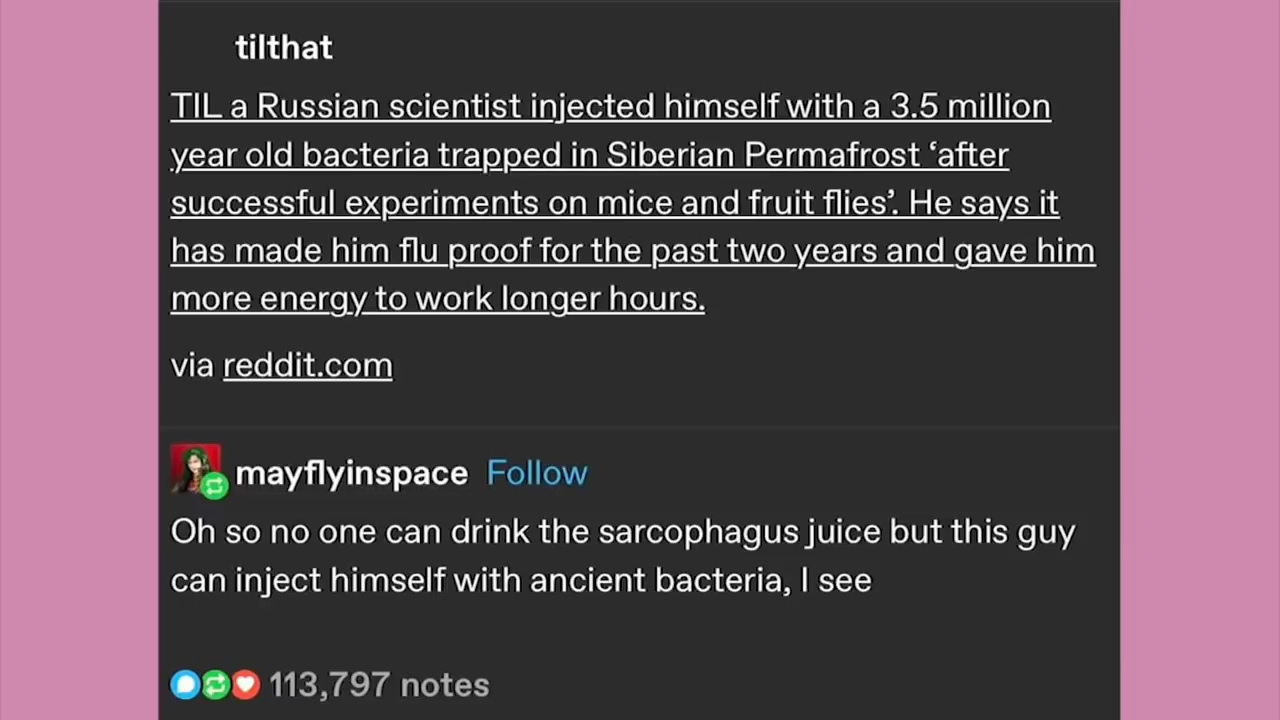 tilthat
TIL a Russian scientist injected himself with a 3.5 million
year old bacteria trapped in Siberian Permafrost ‘after
successful experiments on mice and fruit flies’. He says it
has made him flu proof for the past two years and gave him
more energy to work longer hours.
via reddit.com
mayflyinspace Follow
Oh so no one can drink the sarcophagus juice but this guy
can inject himself with ancient bacteria, I see
113,797 notes